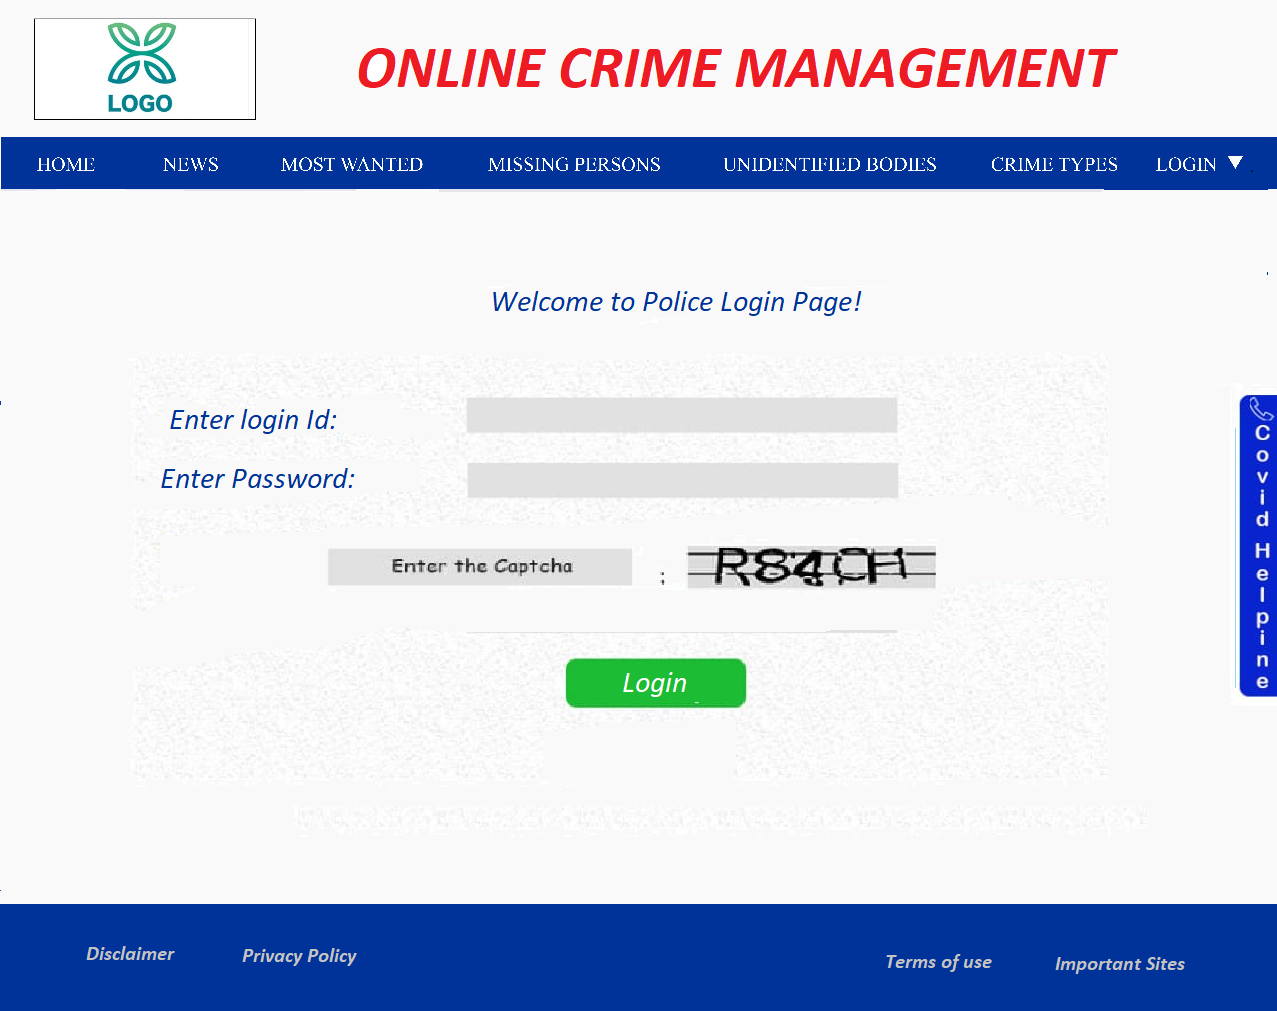 LOGO
ONLINE CRIME MANAGEMENT
HOME NEWS MOST WANTED MISSING PERSONS UNIDENTIFIED BODIES CRIME TYPES LOGIN ▼
Welcome to Police Login Page!
Enter login Id:
Enter Password:
Enter the Captcha : R84CH
Login
Covid Helpine
Disclaimer Privacy Policy Terms of use Important Sites